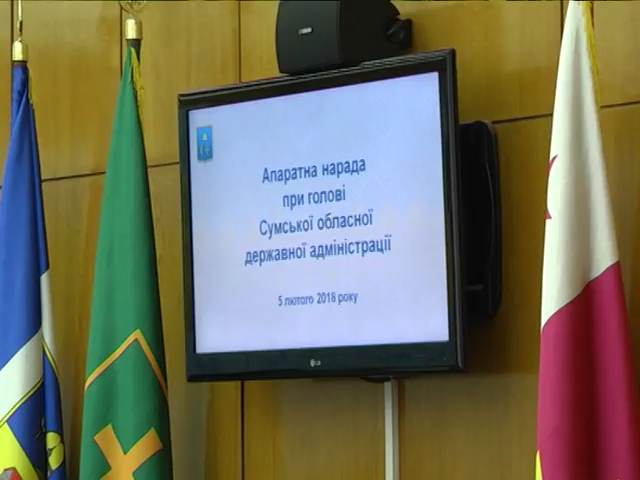 Апаратна нарада
при голові
Сумської обласної
державної адміністрації
5 лютого 2018 року
LG